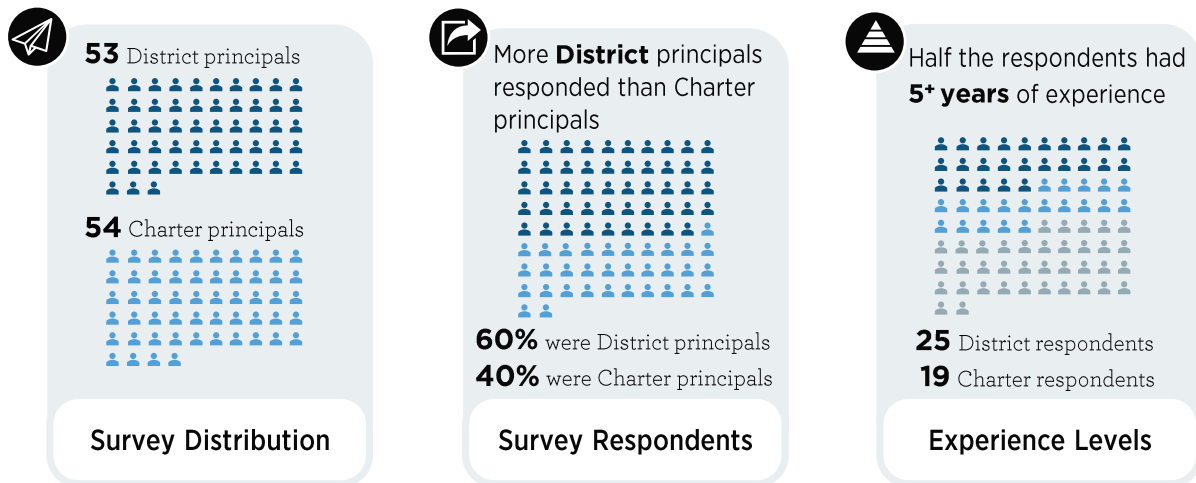 53 District principals
54 Charter principals
Survey Distribution
More District principals
responded than Charter
principals
60% were District principals
40% were Charter principals
Survey Respondents
Half the respondents had
5+ years of experience
25 District respondents
19 Charter respondents
Experience Levels